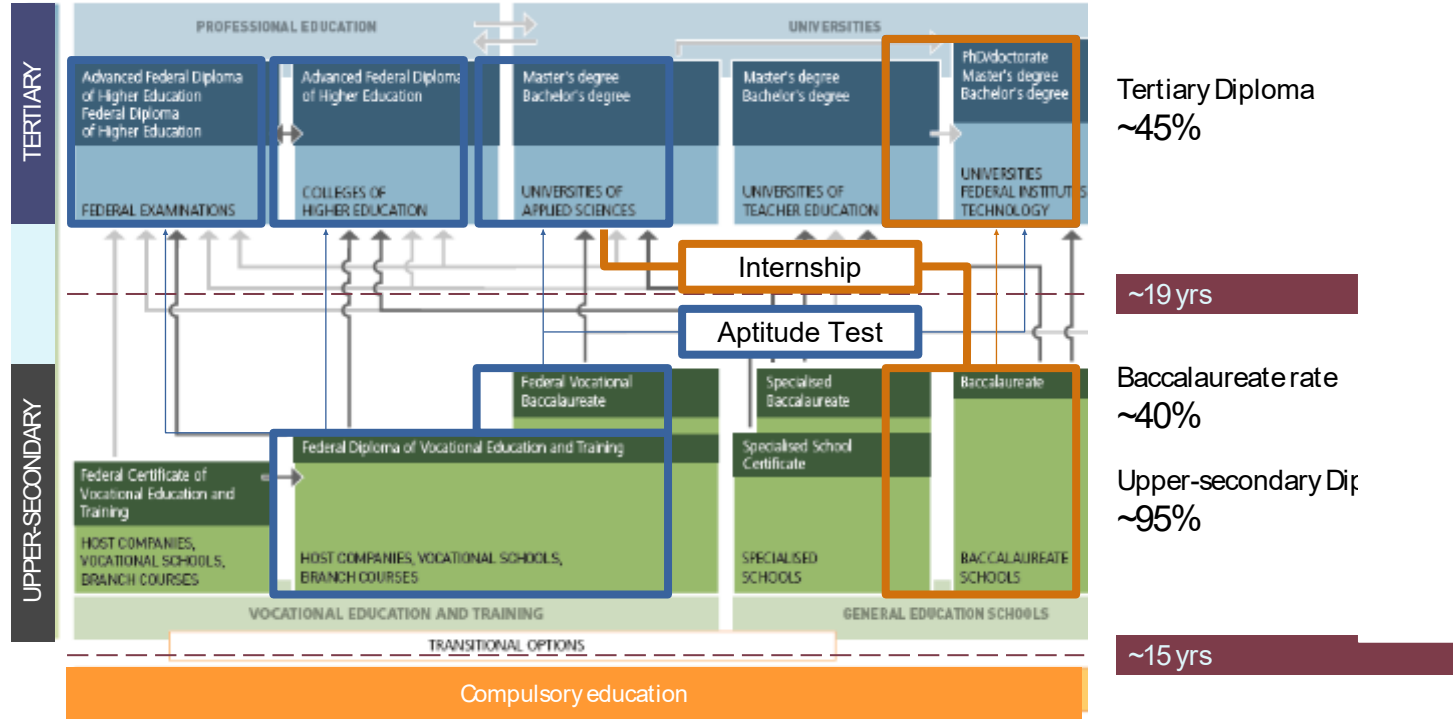 PROFESSIONAL EDUCATION
UNIVERSITIES
TERTIARY
Advanced Federal Diploma
of Higher Education
Federal Diploma
of Higher Education
FEDERAL EXAMINATIONS
Advanced Federal Diploma
of Higher Education
COLLEGES OF
HIGHER EDUCATION
Master's degree
Bachelor's degree
UNIVERSITIES OF
APPLIED SCIENCES
Master's degree
Bachelor's degree
UNIVERSITIES OF
TEACHER EDUCATION
PhD/doctorate
Master's degree
Bachelor's degree
UNIVERSITIES
FEDERAL INSTITUTES
TECHNOLOGY
Tertiary Diploma
~45%
Internship
~19 yrs
Aptitude Test
UPPER-SECONDARY
Federal Certificate of
Vocational Education and
Training
HOST COMPANIES,
VOCATIONAL SCHOOLS,
BRANCH COURSES
Federal Vocational
Baccalaureate
Federal Diploma of Vocational Education and Training
HOST COMPANIES, VOCATIONAL SCHOOLS,
BRANCH COURSES
Specialised
Baccalaureate
Specialised School
Certificate
SPECIALISED
SCHOOLS
Baccalaureate
BACCALAUREATE
SCHOOLS
Baccalaureate rate
~40%
Upper-secondary Dip
~95%
VOCATIONAL EDUCATION AND TRAINING
GENERAL EDUCATION SCHOOLS
TRANSITIONAL OPTIONS
~15 yrs
Compulsory education